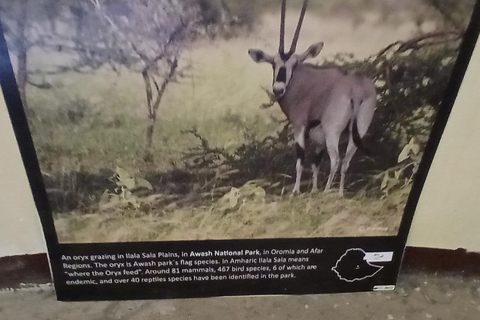 An oryx grazing in Ilala Sala Plains, in Awash National Park, in Oromia and Afar
Regions. The oryx is Awash park's flag species. In Amharic Ilala Sala means
"where the Oryx feed". Around 81 mammals, 467 bird species, 6 of which are
endemic, and over 40 reptiles species have been identified in the park.